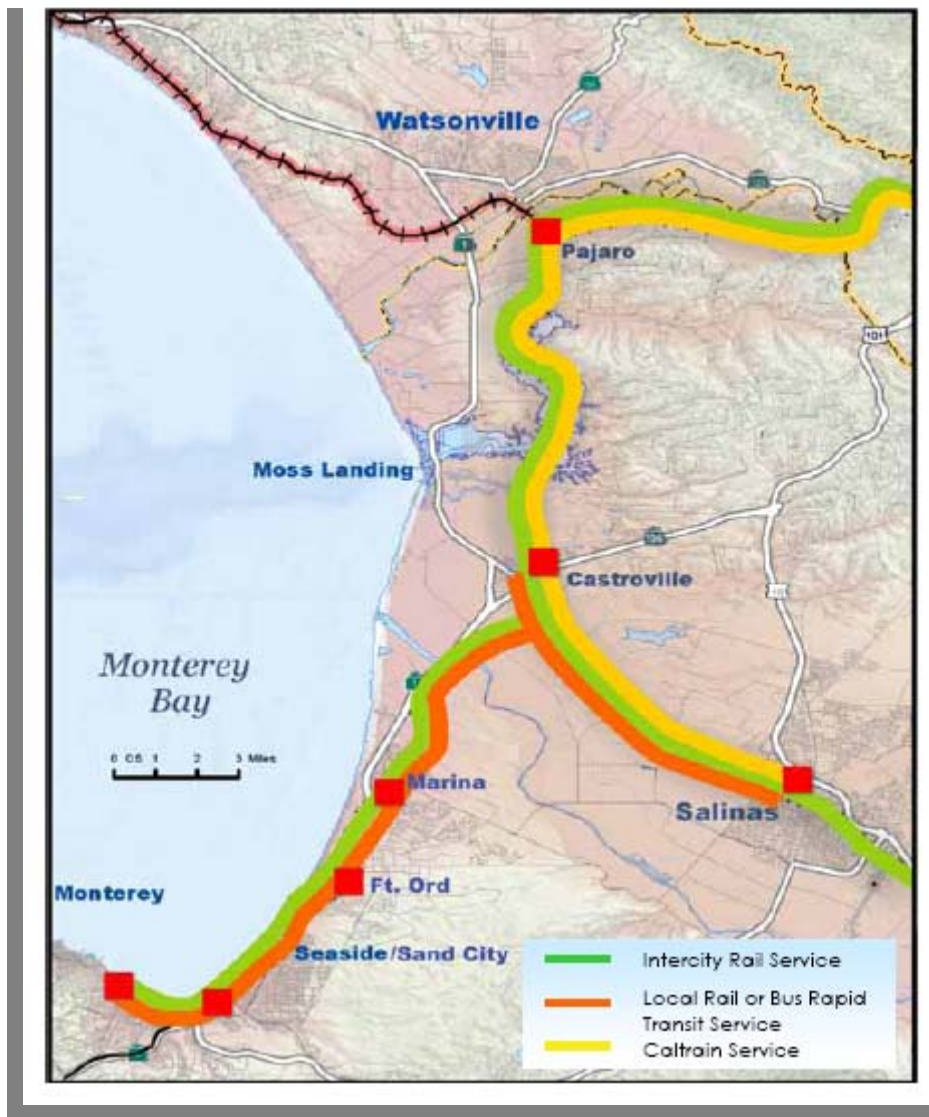 Watsonville
Pajaro
101
Moss Landing
1
Castroville
Monterey
Bay
0 0.5 1 2 3 Miles
Marina
Salinas
Ft. Ord
Monterey
Seaside/Sand City
Intercity Rail Service
Local Rail or Bus Rapid
Transit Service
Caltrain Service